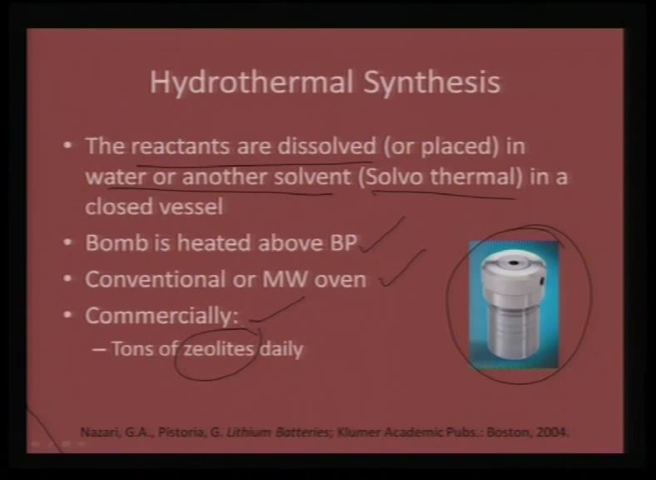 Hydrothermal Synthesis
• The reactants are dissolved (or placed) in
water or another solvent (Solvo thermal) in a
closed vessel
• Bomb is heated above BP
• Conventional or MW oven
• Commercially:
– Tons of zeolites daily
Nazari, G.A., Pistoria, G. Lithium Batteries; Klumer Academic Pubs.: Boston, 2004.